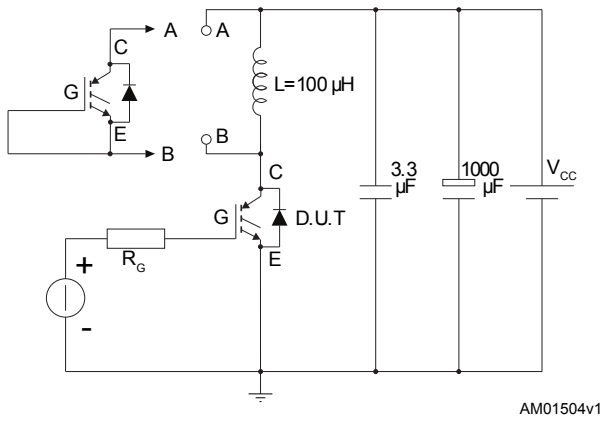 A
A
C
G
L=100 µH
E
B
B
3.3
µF
1000
µF
V_CC
C
G
D.U.T
E
R_G
+
-
AM01504v1